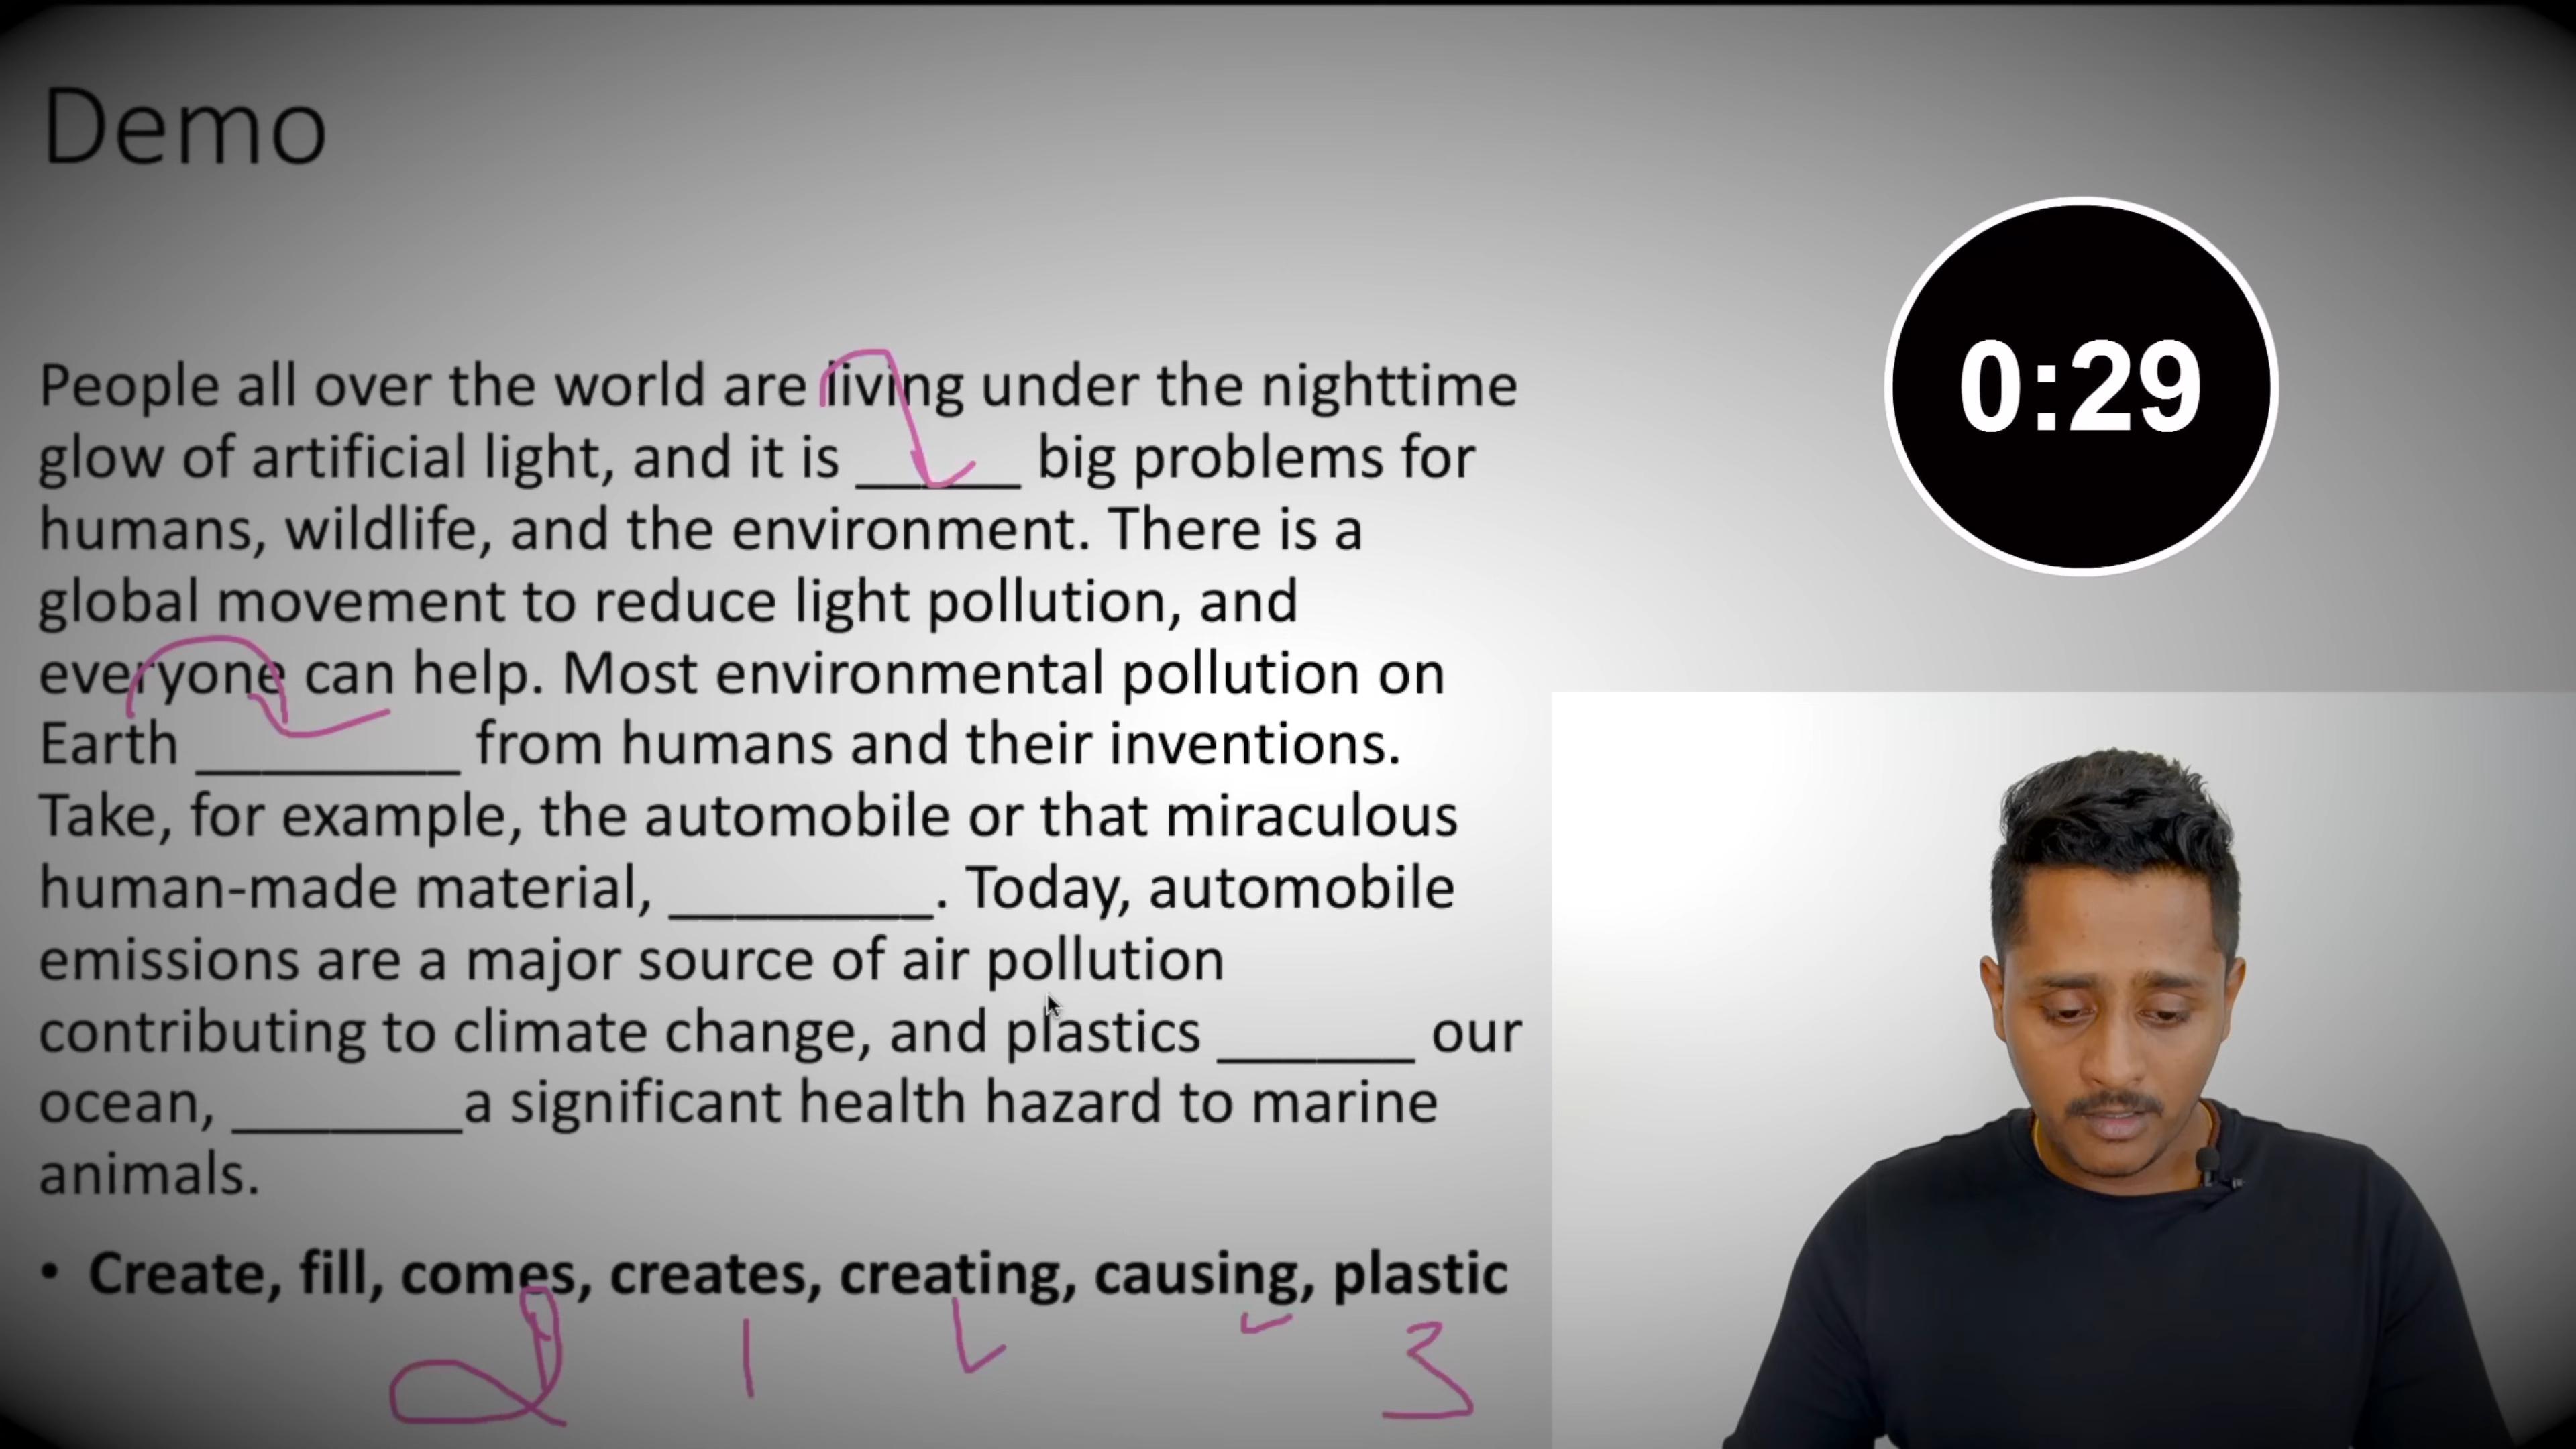 Demo
0:29
People all over the world are living under the nighttime
glow of artificial light, and it is _____ big problems for
humans, wildlife, and the environment. There is a
global movement to reduce light pollution, and
everyone can help. Most environmental pollution on
Earth ________ from humans and their inventions.
Take, for example, the automobile or that miraculous
human-made material, ________. Today, automobile
emissions are a major source of air pollution
contributing to climate change, and plastics ______ our
ocean, _______a significant health hazard to marine
animals.
• Create, fill, comes, creates, creating, causing, plastic
2 1 3